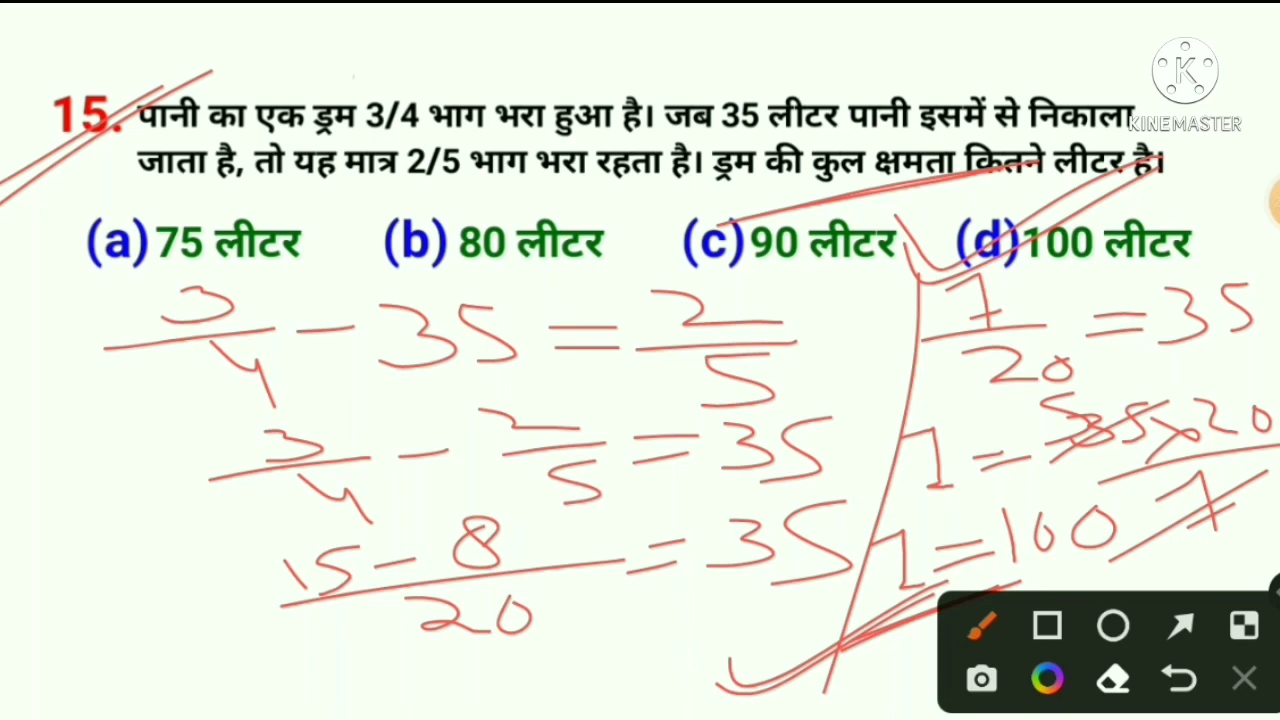 15. पानी का एक ड्रम 3/4 भाग भरा हुआ है। जब 35 लीटर पानी इसमें से निकाला
जाता है, तो यह मात्र 2/5 भाग भरा रहता है। ड्रम की कुल क्षमता कितने लीटर है।
KINEMASTER
(a) 75 लीटर (b) 80 लीटर (c) 90 लीटर (d) 100 लीटर
3/4 - 35 = 2/5
3/4 - 2/5 = 35
15 - 8/20 = 35
7/20 = 35
1 = 35×20/7
5
1 = 100